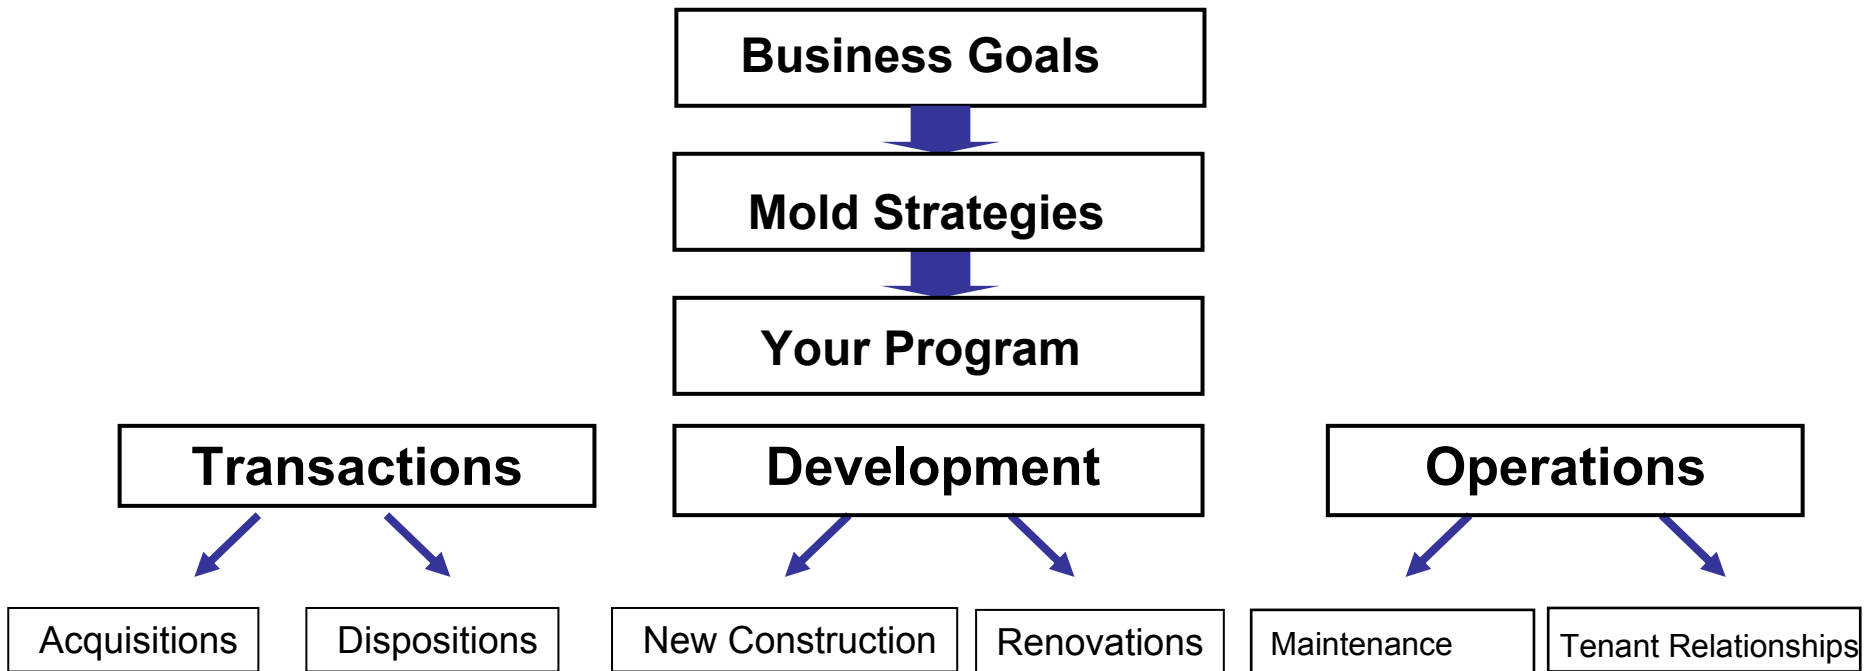 Business Goals
Mold Strategies
Your Program
Transactions
Development
Operations
Acquisitions
Dispositions
New Construction
Renovations
Maintenance
Tenant Relationships